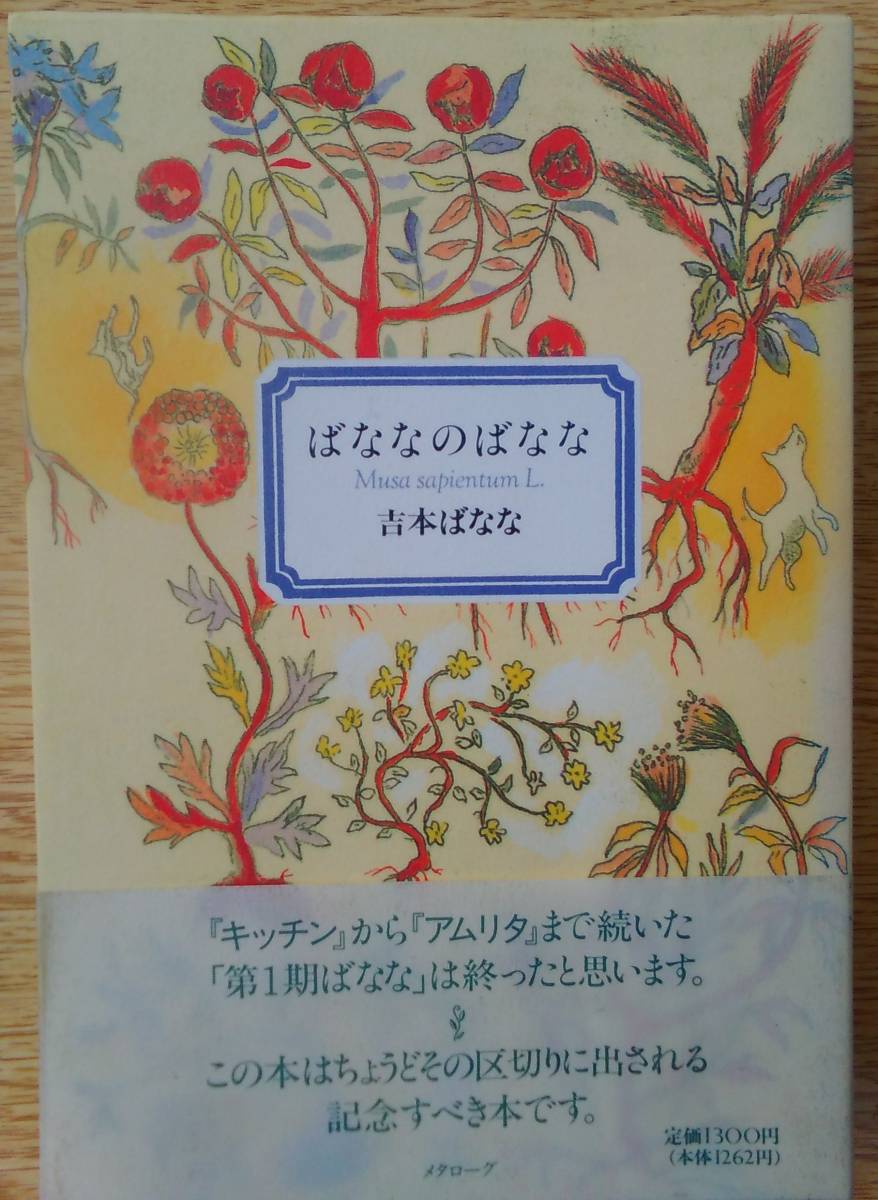 ばななのばなな
Musa sapientum L.
吉本ばなな
『キッチン』から『アムリタ』まで続いた
「第1期ばなな」は終ったと思います。
この本はちょうどその区切りに出される
記念すべき本です。
定価1300円
(本体1262円)
メタローグ